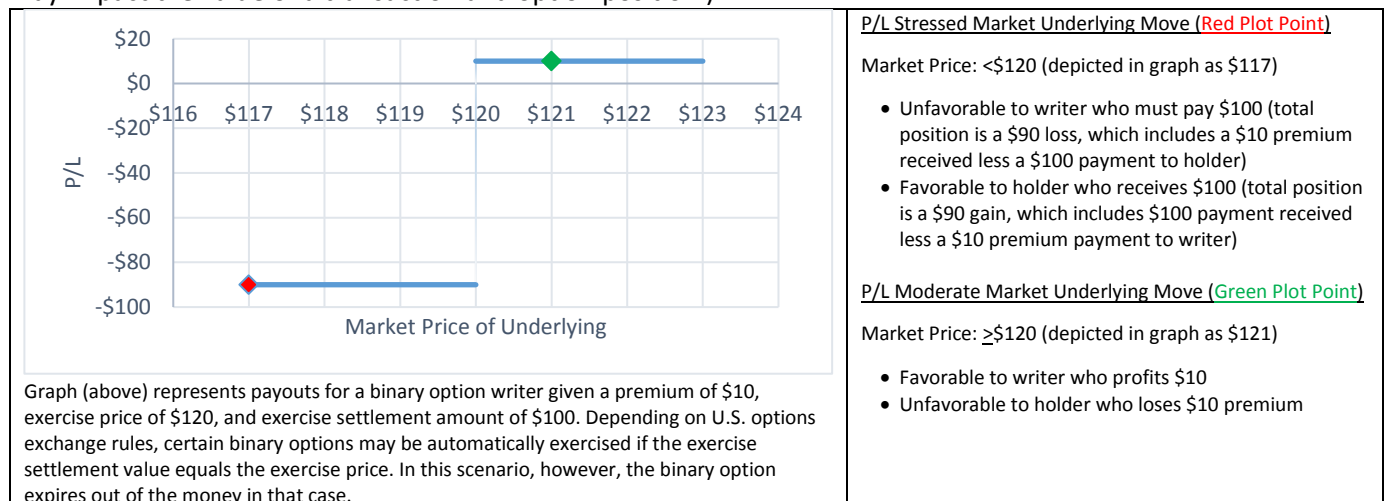 $20
$0
-$20
-$40
-$60
-$80
-$100
P/L
$116 $117 $118 $119 $120 $121 $122 $123 $124
Market Price of Underlying
Graph (above) represents payouts for a binary option writer given a premium of $10,
exercise price of $120, and exercise settlement amount of $100. Depending on U.S. options
exchange rules, certain binary options may be automatically exercised if the exercise
settlement value equals the exercise price. In this scenario, however, the binary option
expires out of the money in that case.
P/L Stressed Market Underlying Move (Red Plot Point)
Market Price: <$120 (depicted in graph as $117)
• Unfavorable to writer who must pay $100 (total
position is a $90 loss, which includes a $10 premium
received less a $100 payment to holder)
• Favorable to holder who receives $100 (total position
is a $90 gain, which includes $100 payment received
less a $10 premium payment to writer)
P/L Moderate Market Underlying Move (Green Plot Point)
Market Price: >$120 (depicted in graph as $121)
• Favorable to writer who profits $10
• Unfavorable to holder who loses $10 premium